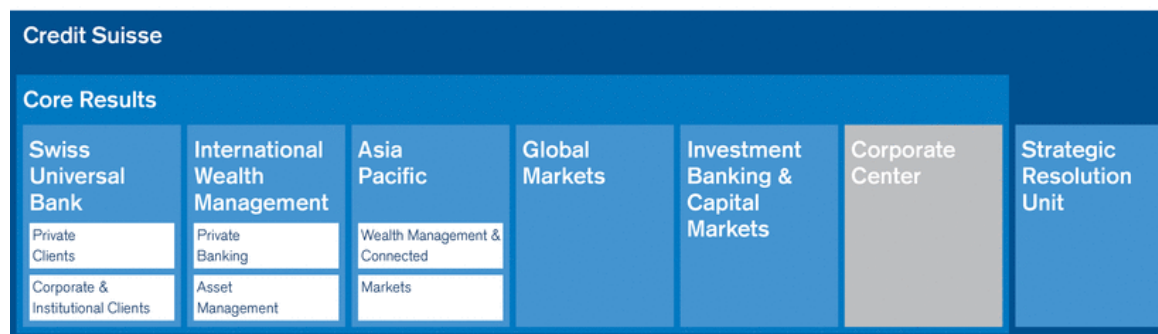 Credit Suisse
Core Results
Swiss
Universal
Bank
Private
Clients
Corporate &
Institutional Clients
International
Wealth
Management
Private
Banking
Asset
Management
Asia
Pacific
Wealth Management &
Connected
Markets
Global
Markets
Investment
Banking &
Capital
Markets
Corporate
Center
Strategic
Resolution
Unit